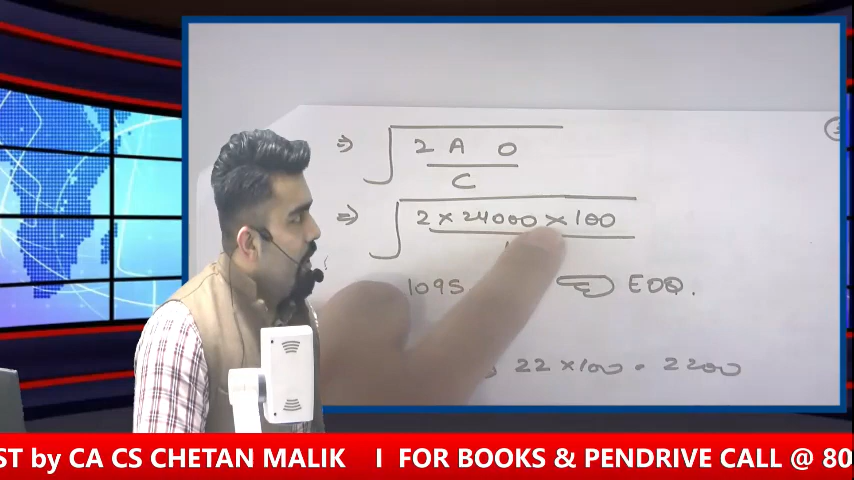 ⇒ √ 2 A O
C
⇒ √ 2 × 24000 × 100
1095 EOQ.
22 × 100 = 2200
ST by CA CS CHETAN MALIK I FOR BOOKS & PENDRIVE CALL @ 80